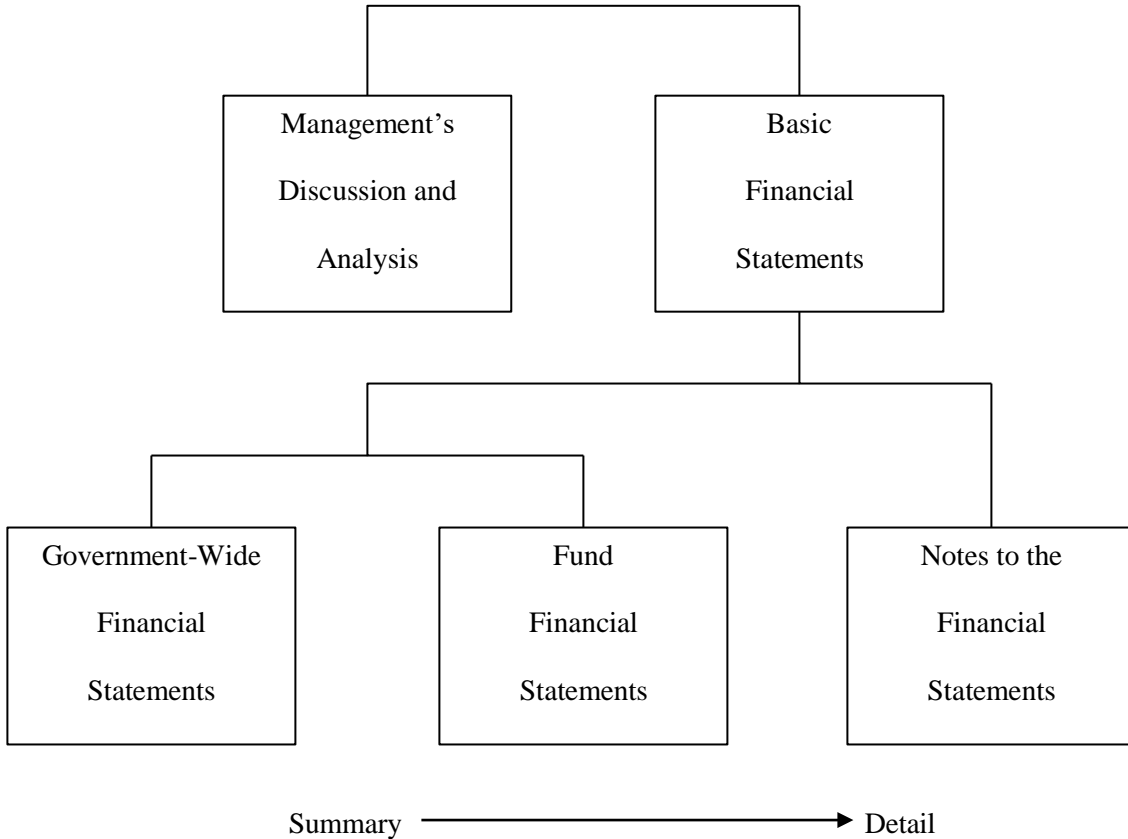 Management’s
Discussion and
Analysis
Basic
Financial
Statements
Government-Wide
Financial
Statements
Fund
Financial
Statements
Notes to the
Financial
Statements
Summary
Detail